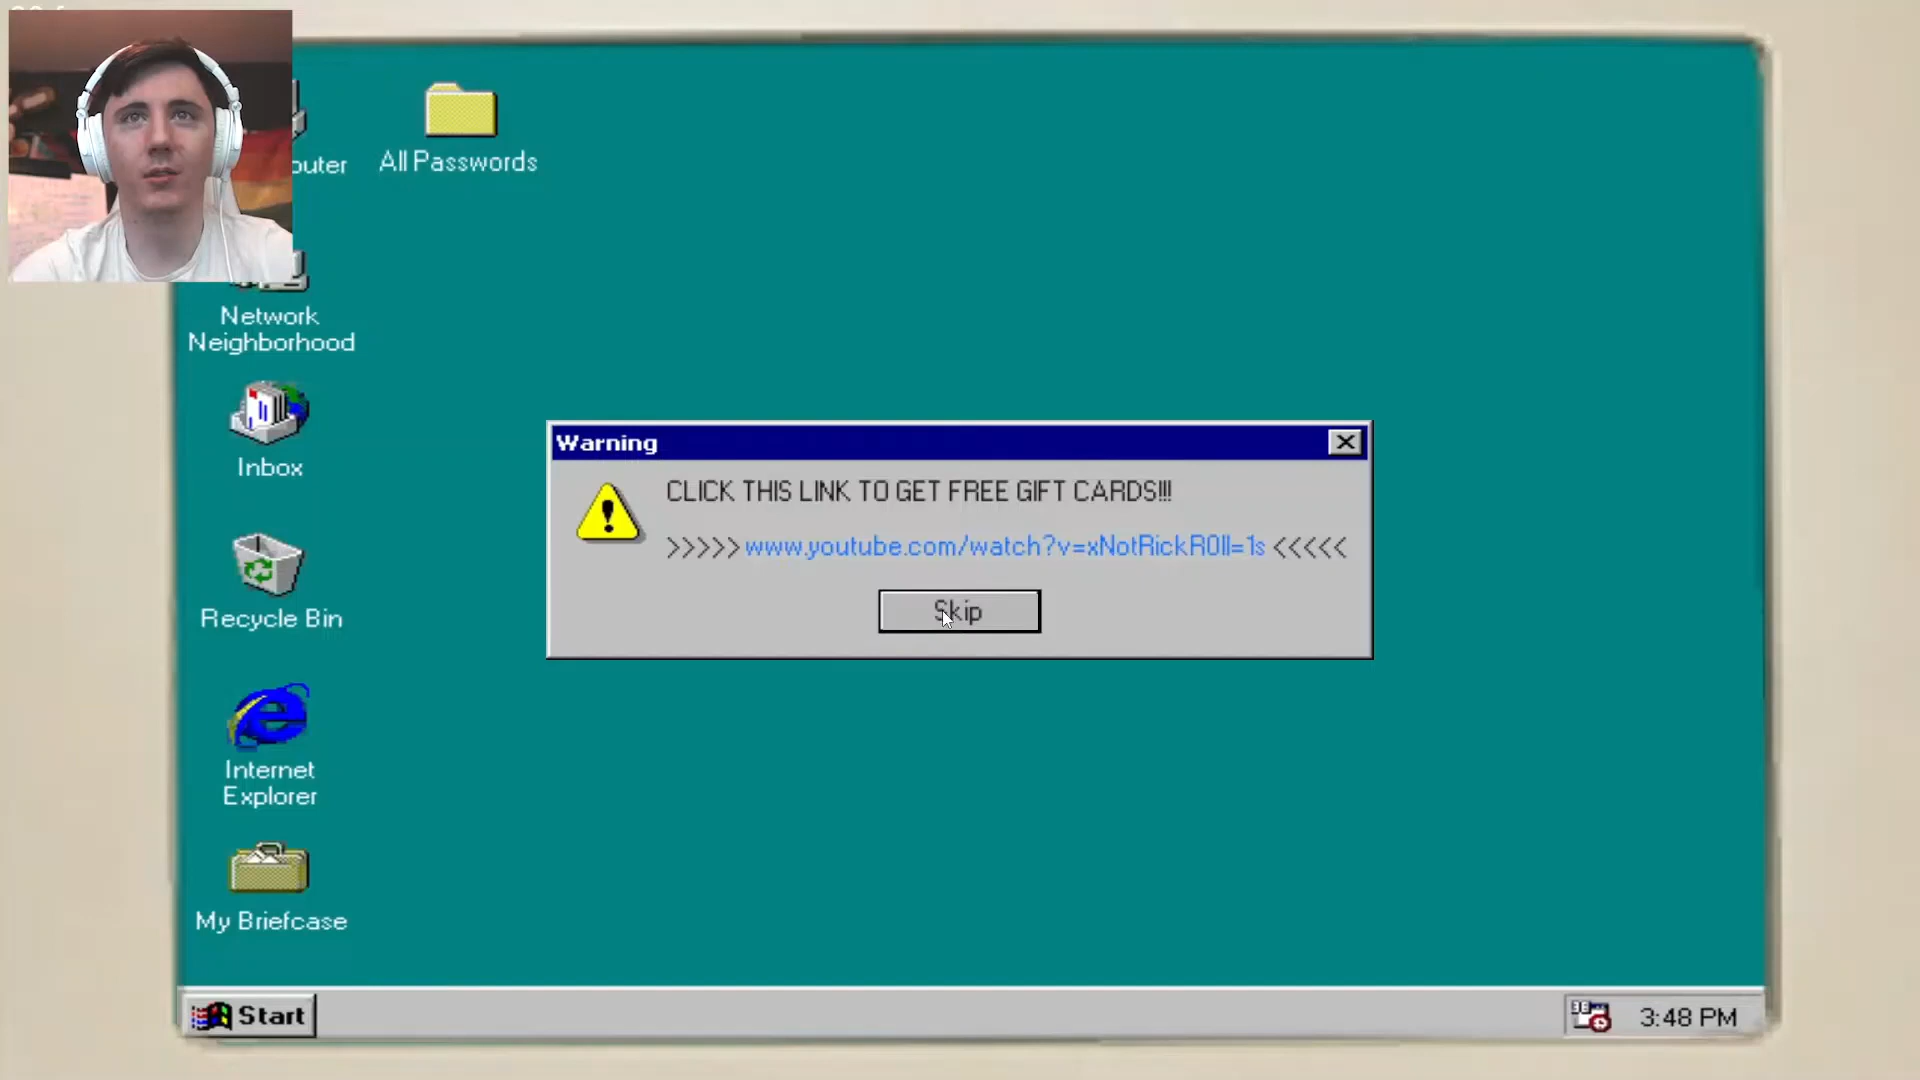 outer
All Passwords
Network
Neighborhood
Inbox
Recycle Bin
Internet
Explorer
My Briefcase
Warning
CLICK THIS LINK TO GET FREE GIFT CARDS!!!
>>>>> www.youtube.com/watch?v=xNotRickR0ll=1s <<<<<
Skip
Start
3:48 PM